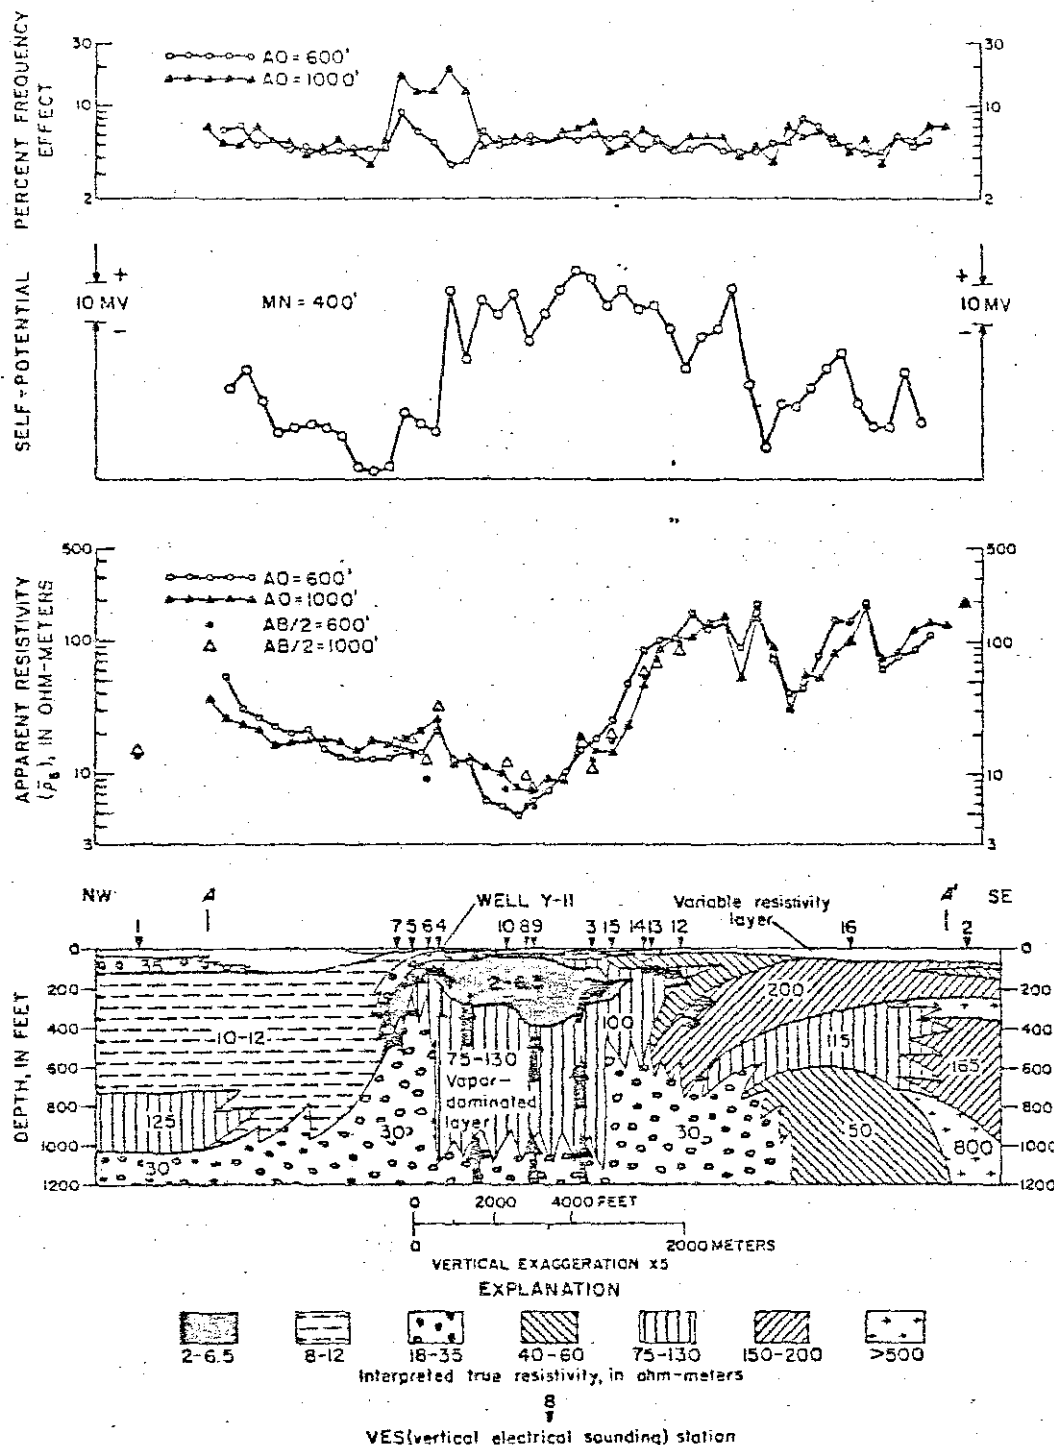 PERCENT FREQUENCY EFFECT
30
10
2
AO = 600'
AO = 1000'
30
10
2
SELF-POTENTIAL
+
10 MV
−
MN = 400'
+
10 MV
−
APPARENT RESISTIVITY (ρ̄ₐ), IN OHM-METERS
500
100
10
3
AO = 600'
AO = 1000'
AB/2 = 600'
AB/2 = 1000'
500
100
10
3
NW A WELL Y-11 Variable resistivity layer A' SE
1 7 5 6 4 10 8 9 3 15 14 13 12 16 2
DEPTH, IN FEET
0
200
400
600
800
1000
1200
35
10-12
125
30
30
75-130
Vapor-dominated layer
100
30
200
115
50
165
800
0
200
400
600
800
1000
1200
0 2000 4000 FEET
0 2000 METERS
VERTICAL EXAGGERATION X5
EXPLANATION
2-6.5 8-12 18-35 40-60 75-130 150-200 >500
Interpreted true resistivity, in ohm-meters
8
VES (vertical electrical sounding) station